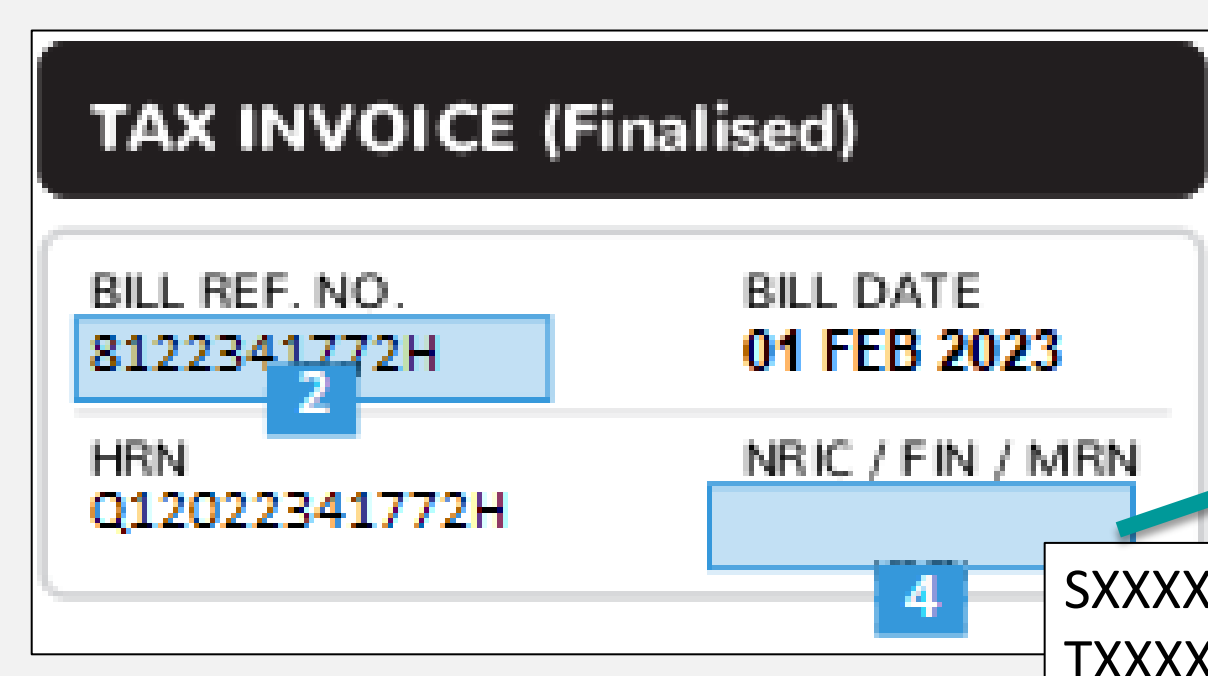 TAX INVOICE (Finalised)
BILL REF. NO.
BILL DATE
8122341772H
01 FEB 2023
2
HRN
NRIC / FIN / MRN
Q12022341772H
4
SXXXX
TXXXX